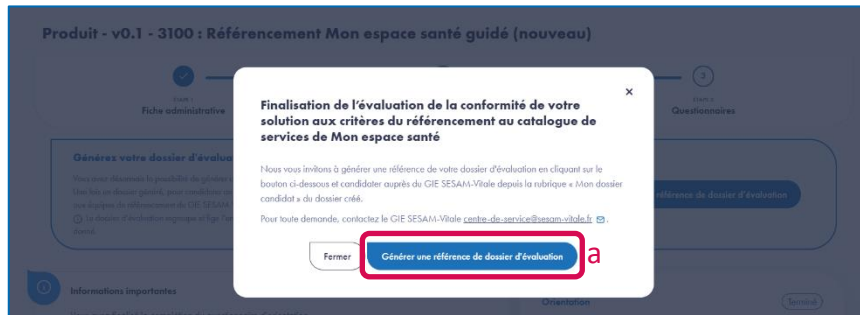 Produit - v0.1 - 3100 : Référencement Mon espace santé guidé (nouveau)
3
Fiche administrative
Questionnaires
Finalisation de l'évaluation de la conformité de votre
solution aux critères du référencement au catalogue de
services de Mon espace santé
Nous vous invitons à générer une référence de votre dossier d'évaluation en cliquant sur le
bouton ci-dessous et candidater auprès du GIE SESAM-Vitale depuis la rubrique « Mon dossier
candidat » du dossier créé.
Pour toute demande, contactez le GIE SESAM-Vitale centre-de-service@sesam-vitale.fr.
Fermer
Générer une référence de dossier d'évaluation
a
Générez votre dossier d'évalua
référence de dossier d'évaluation
Informations importantes
Orientation
Terminé